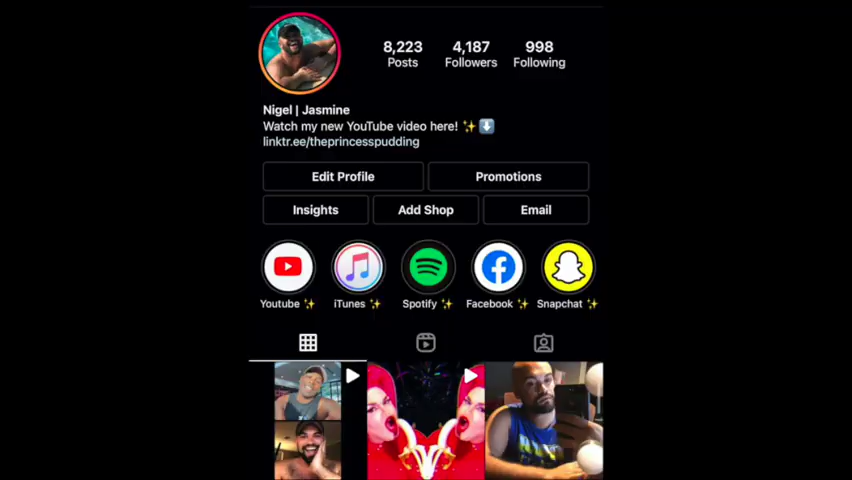 8,223 4,187 998
Posts Followers Following
Nigel | Jasmine
Watch my new YouTube video here! ✨ ⬇️
linktr.ee/theprincesspudding
Edit Profile Promotions
Insights Add Shop Email
Youtube ✨ iTunes ✨ Spotify ✨ Facebook ✨ Snapchat ✨